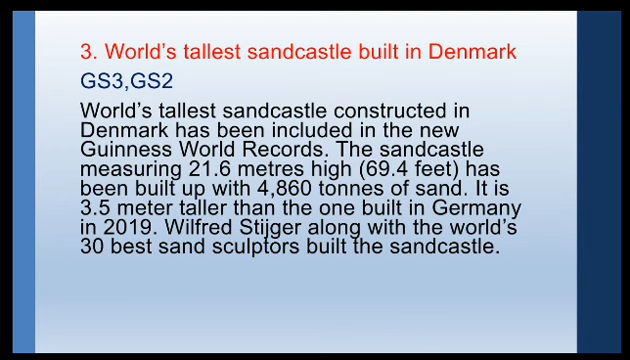 3. World's tallest sandcastle built in Denmark
GS3,GS2
World's tallest sandcastle constructed in
Denmark has been included in the new
Guinness World Records. The sandcastle
measuring 21.6 metres high (69.4 feet) has
been built up with 4,860 tonnes of sand. It is
3.5 meter taller than the one built in Germany
in 2019. Wilfred Stijger along with the world's
30 best sand sculptors built the sandcastle.